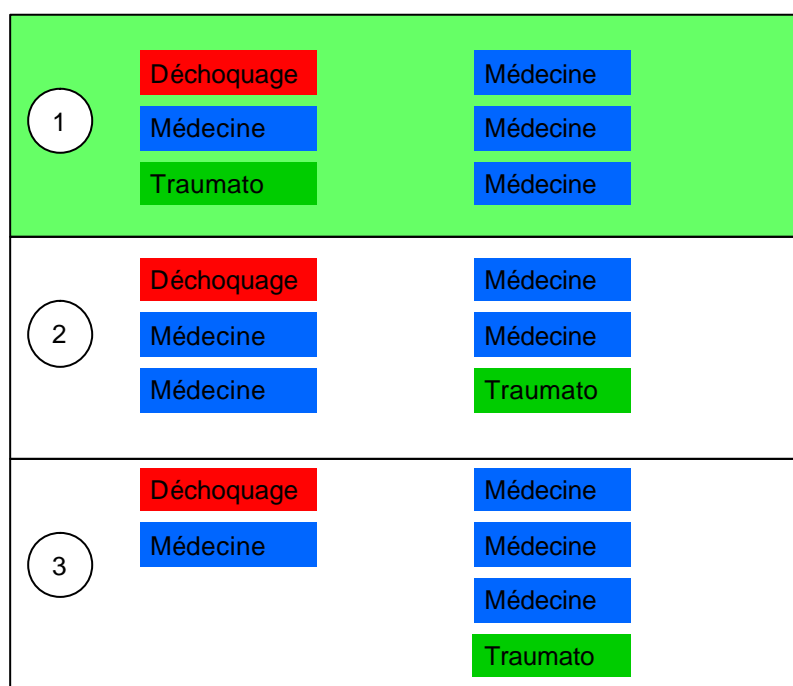 Déchoquage Médecine
1 Médecine Médecine
Traumato Médecine
Déchoquage Médecine
2 Médecine Médecine
Médecine Traumato
Déchoquage Médecine
Médecine Médecine
3 Médecine
Traumato